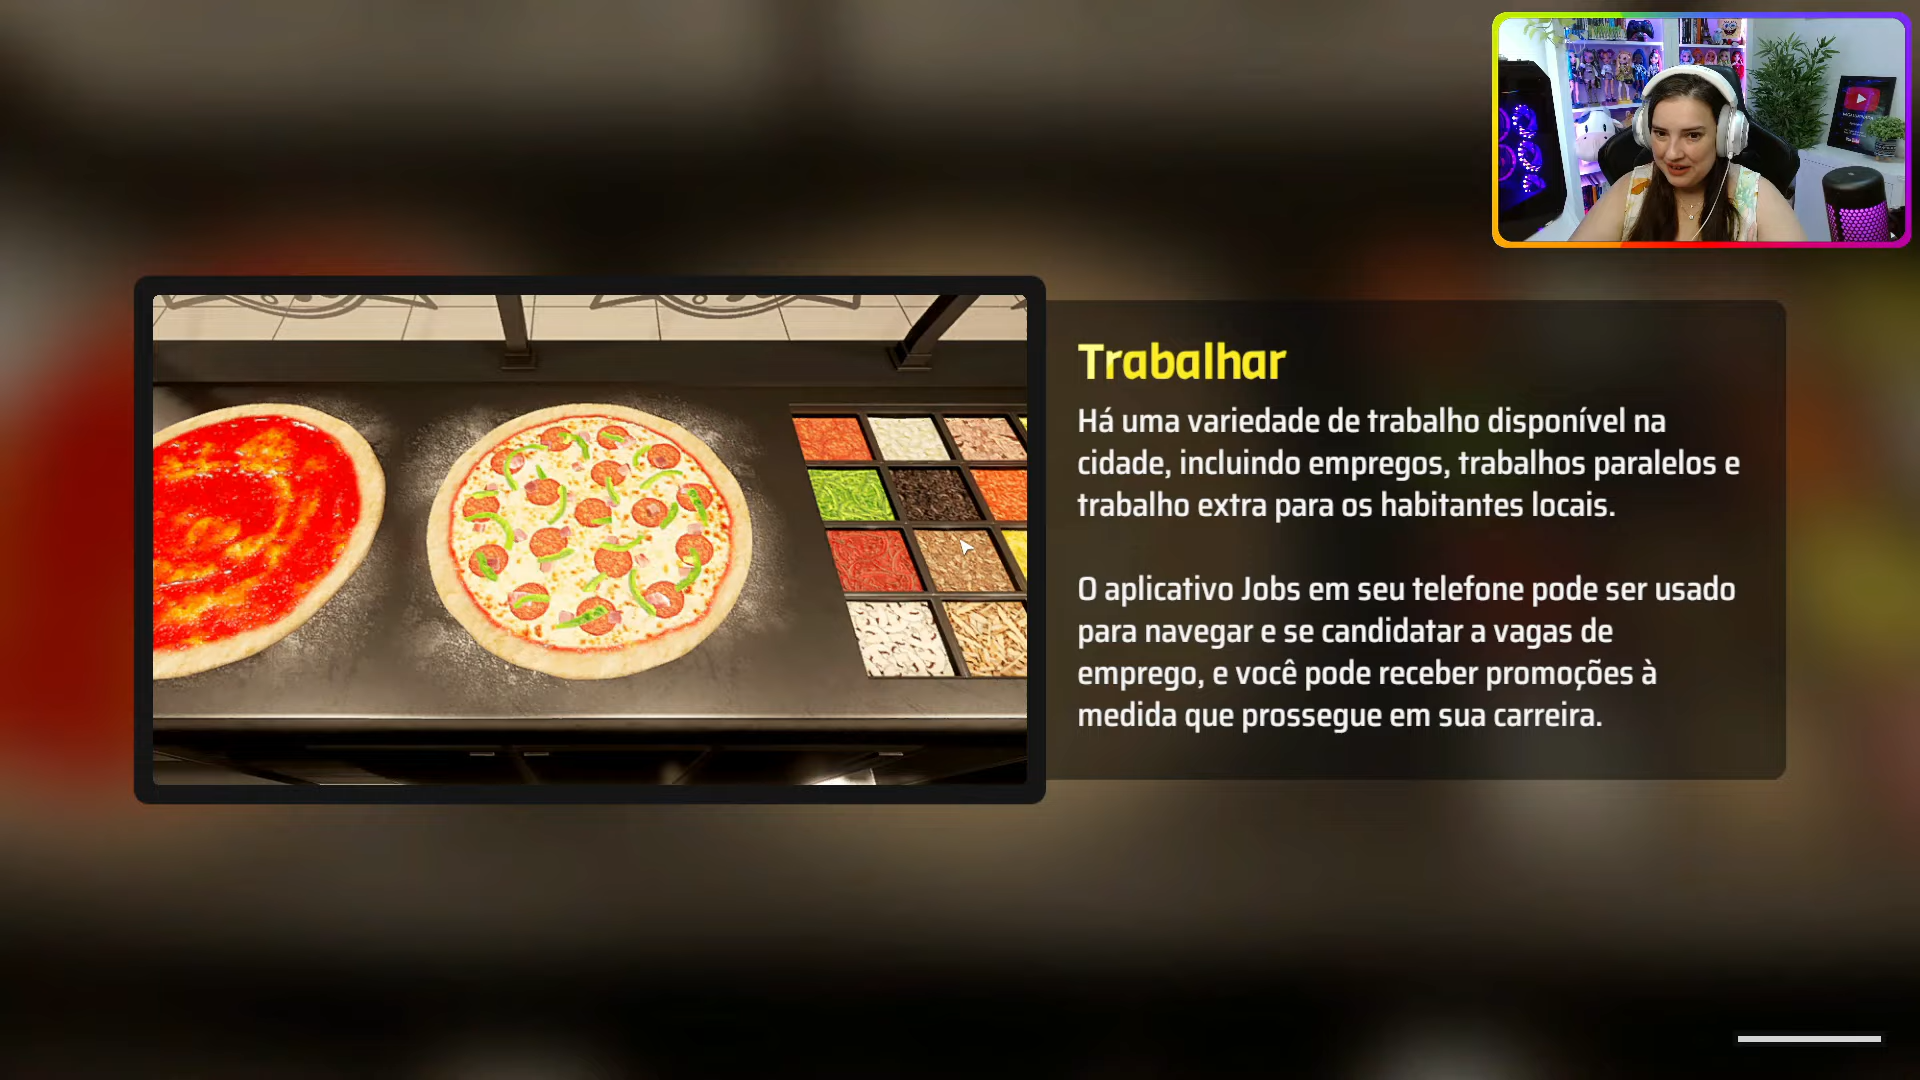 Trabalhar
Há uma variedade de trabalho disponível na
cidade, incluindo empregos, trabalhos paralelos e
trabalho extra para os habitantes locais.
O aplicativo Jobs em seu telefone pode ser usado
para navegar e se candidatar a vagas de
emprego, e você pode receber promoções à
medida que prossegue em sua carreira.